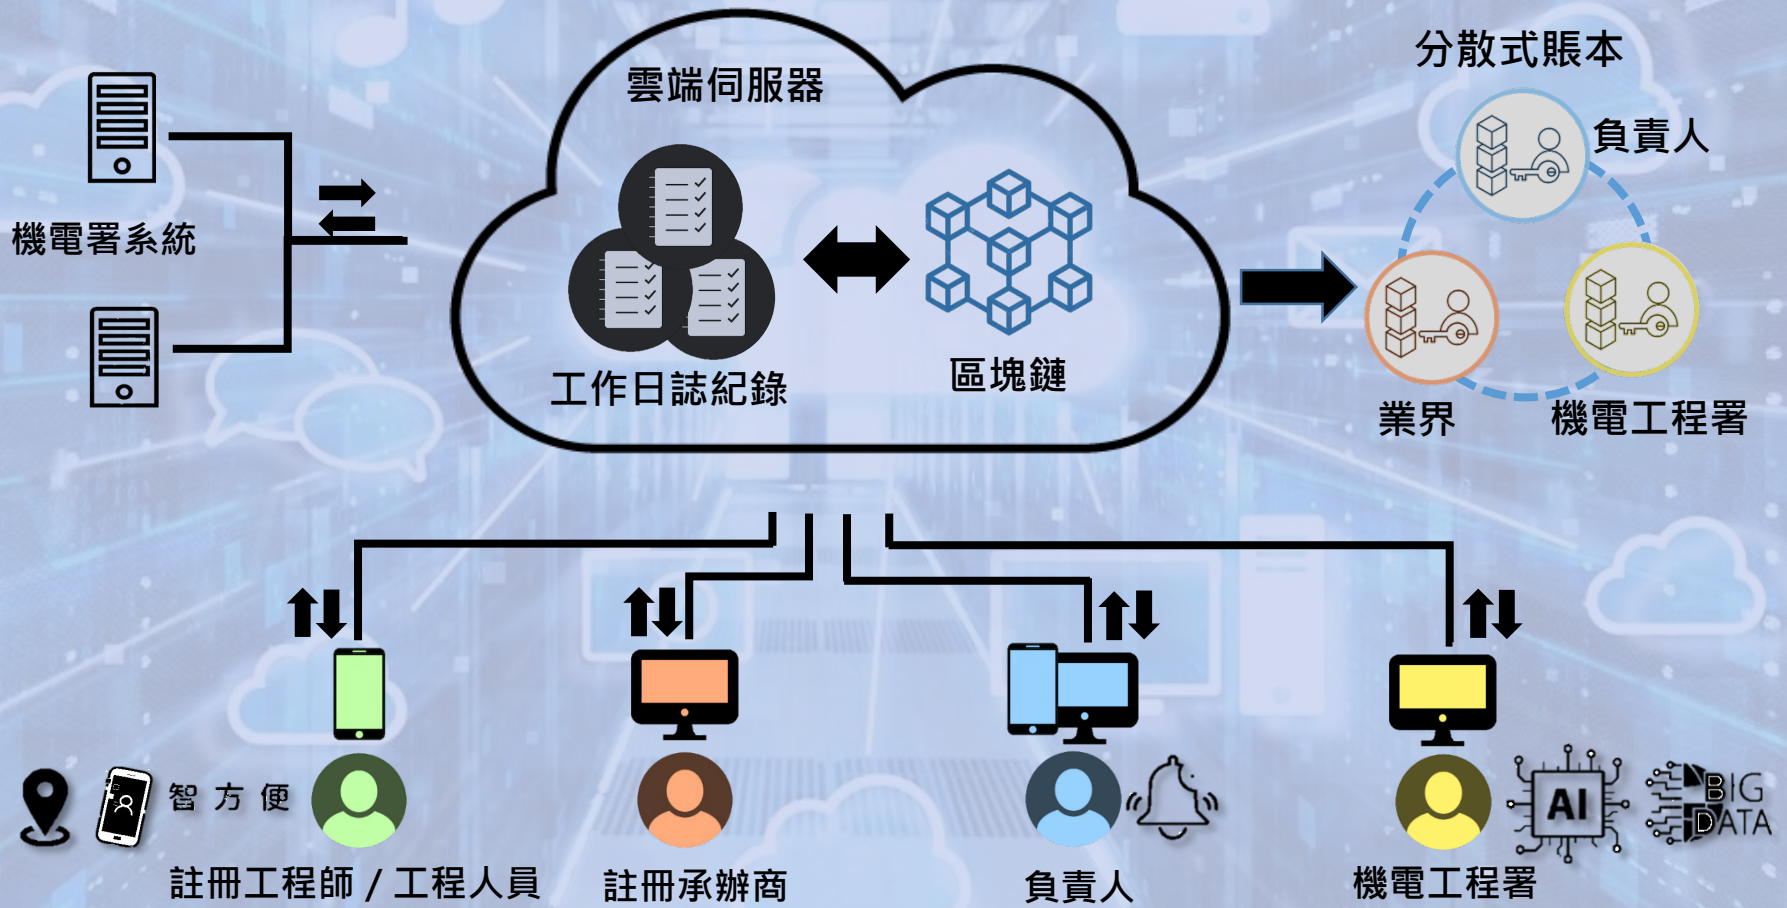 分散式賬本
雲端伺服器
負責人
機電署系統
工作日誌紀錄
區塊鏈
業界
機電工程署
智方便
AI
BIG
DATA
註冊工程師 / 工程人員
註冊承辦商
負責人
機電工程署